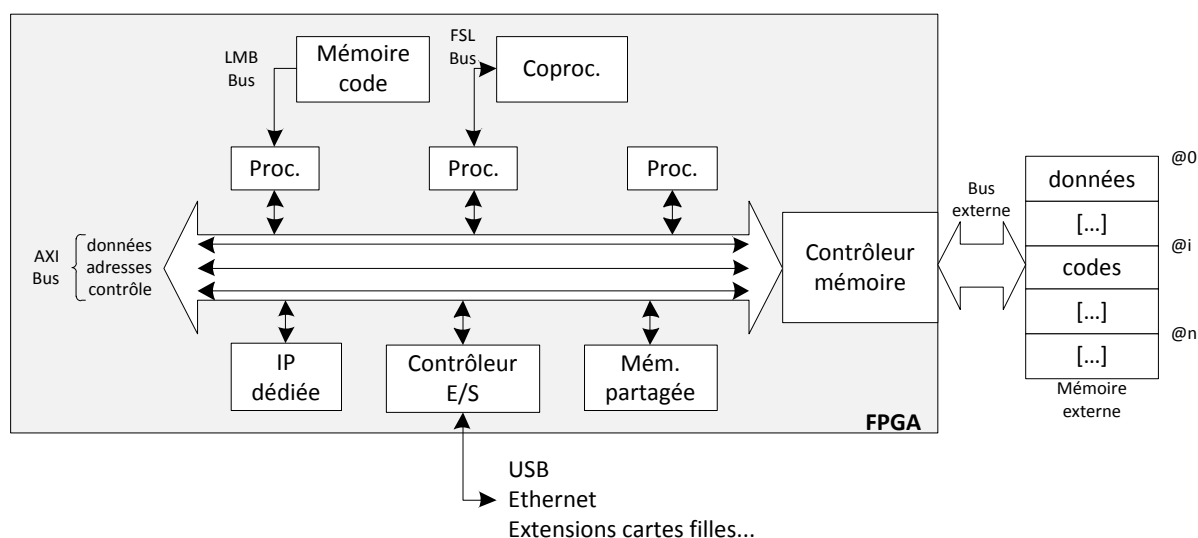 LMB
Bus
Mémoire
code
FSL
Bus
Coproc.
Proc.
Proc.
Proc.
AXI
Bus
données
adresses
contrôle
Contrôleur
mémoire
IP
dédiée
Contrôleur
E/S
Mém.
partagée
FPGA
USB
Ethernet
Extensions cartes filles...
Bus
externe
@0
données
[...]
@i
codes
[...]
@n
[...]
Mémoire
externe